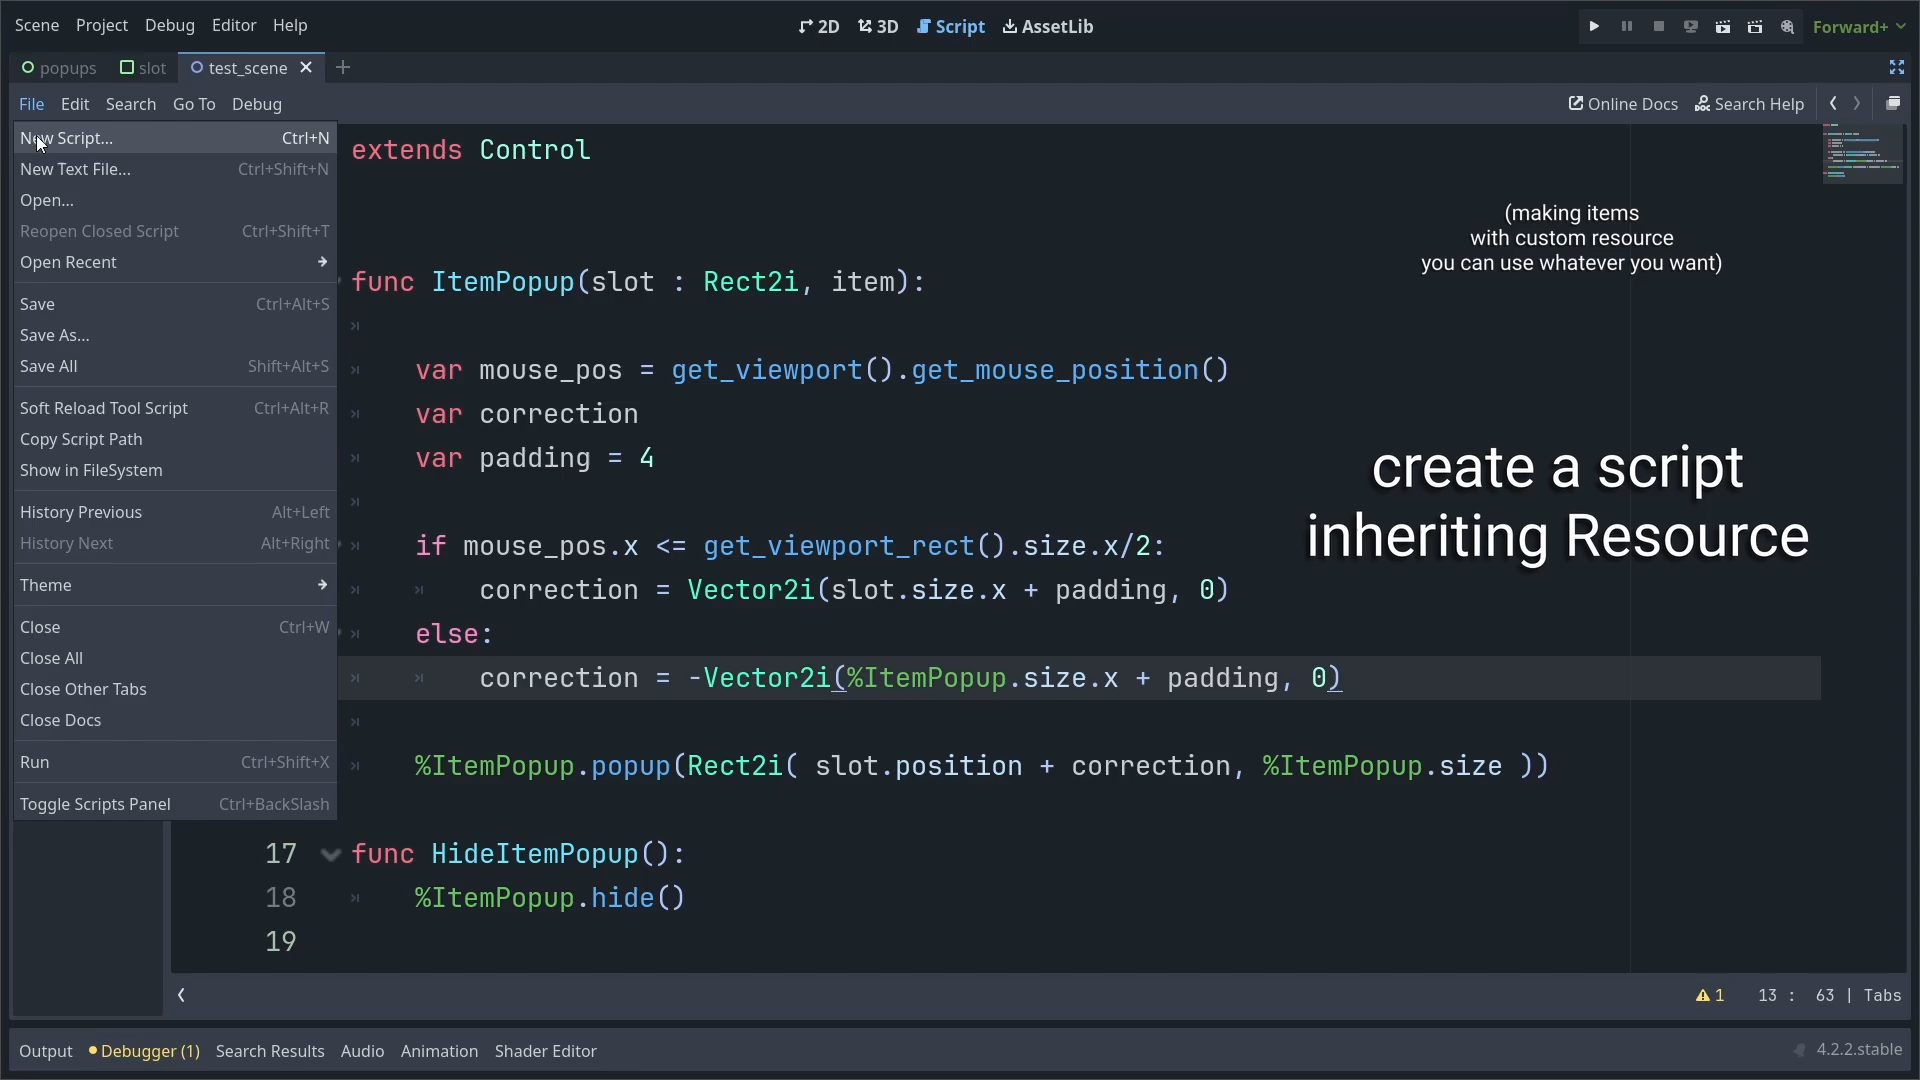 Scene Project Debug Editor Help
2D 3D Script AssetLib
Forward+
popups slot test_scene
File Edit Search Go To Debug
Online Docs Search Help
New Script... Ctrl+N
New Text File... Ctrl+Shift+N
Open...
Reopen Closed Script Ctrl+Shift+T
Open Recent
Save Ctrl+Alt+S
Save As...
Save All Shift+Alt+S
Soft Reload Tool Script Ctrl+Alt+R
Copy Script Path
Show in FileSystem
History Previous Alt+Left
History Next Alt+Right
Theme
Close Ctrl+W
Close All
Close Other Tabs
Close Docs
Run Ctrl+Shift+X
Toggle Scripts Panel Ctrl+BackSlash
extends Control
func ItemPopup(slot : Rect2i, item):
var mouse_pos = get_viewport().get_mouse_position()
var correction
var padding = 4
if mouse_pos.x <= get_viewport_rect().size.x/2:
correction = Vector2i(slot.size.x + padding, 0)
else:
correction = -Vector2i(%ItemPopup.size.x + padding, 0)
%ItemPopup.popup(Rect2i( slot.position + correction, %ItemPopup.size ))
17 func HideItemPopup():
18 %ItemPopup.hide()
19
(making items
with custom resource
you can use whatever you want)
create a script
inheriting Resource
1 13 : 63 | Tabs
Output Debugger (1) Search Results Audio Animation Shader Editor
4.2.2.stable